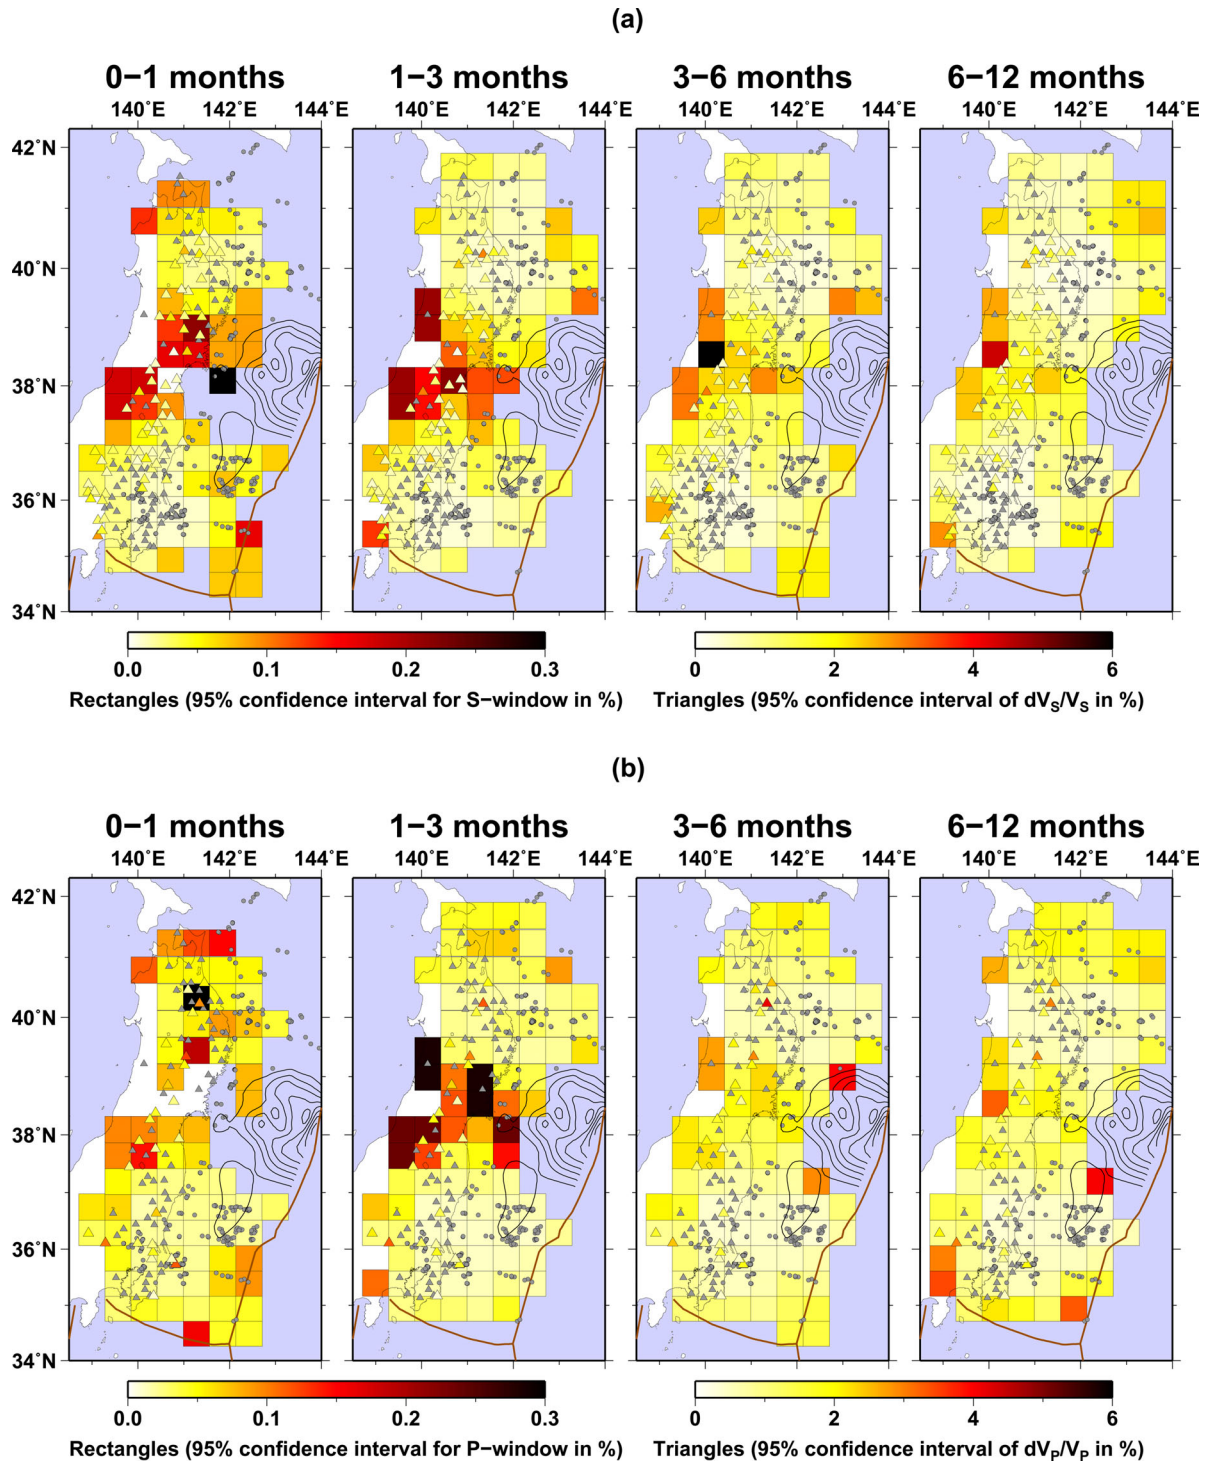 (a)
0−1 months 1−3 months 3−6 months 6−12 months
140˚ 142˚ 144˚E 140˚ 142˚ 144˚E 140˚ 142˚ 144˚E 140˚ 142˚ 144˚E
42˚N
40˚N
38˚N
36˚N
34˚N
0.0 0.1 0.2 0.3 0 2 4 6
Rectangles (95% confidence interval for S−window in %) Triangles (95% confidence interval of dVS/VS in %)
(b)
0−1 months 1−3 months 3−6 months 6−12 months
140˚ 142˚ 144˚E 140˚ 142˚ 144˚E 140˚ 142˚ 144˚E 140˚ 142˚ 144˚E
42˚N
40˚N
38˚N
36˚N
34˚N
0.0 0.1 0.2 0.3 0 2 4 6
Rectangles (95% confidence interval for P−window in %) Triangles (95% confidence interval of dVP/VP in %)